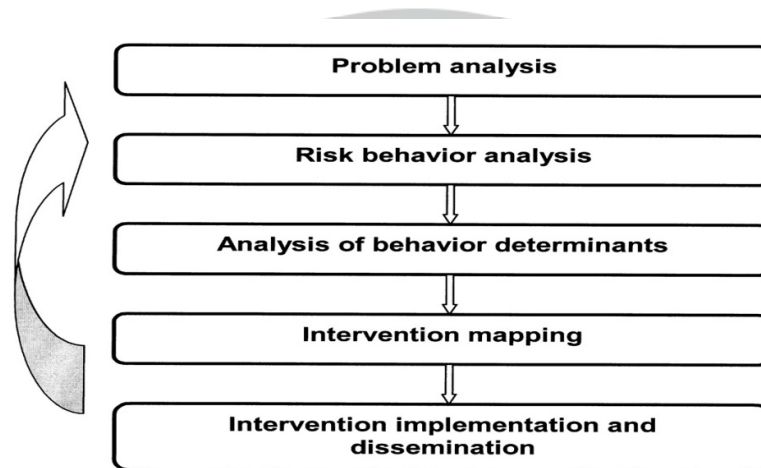 Problem analysis
Risk behavior analysis
Analysis of behavior determinants
Intervention mapping
Intervention implementation and
dissemination